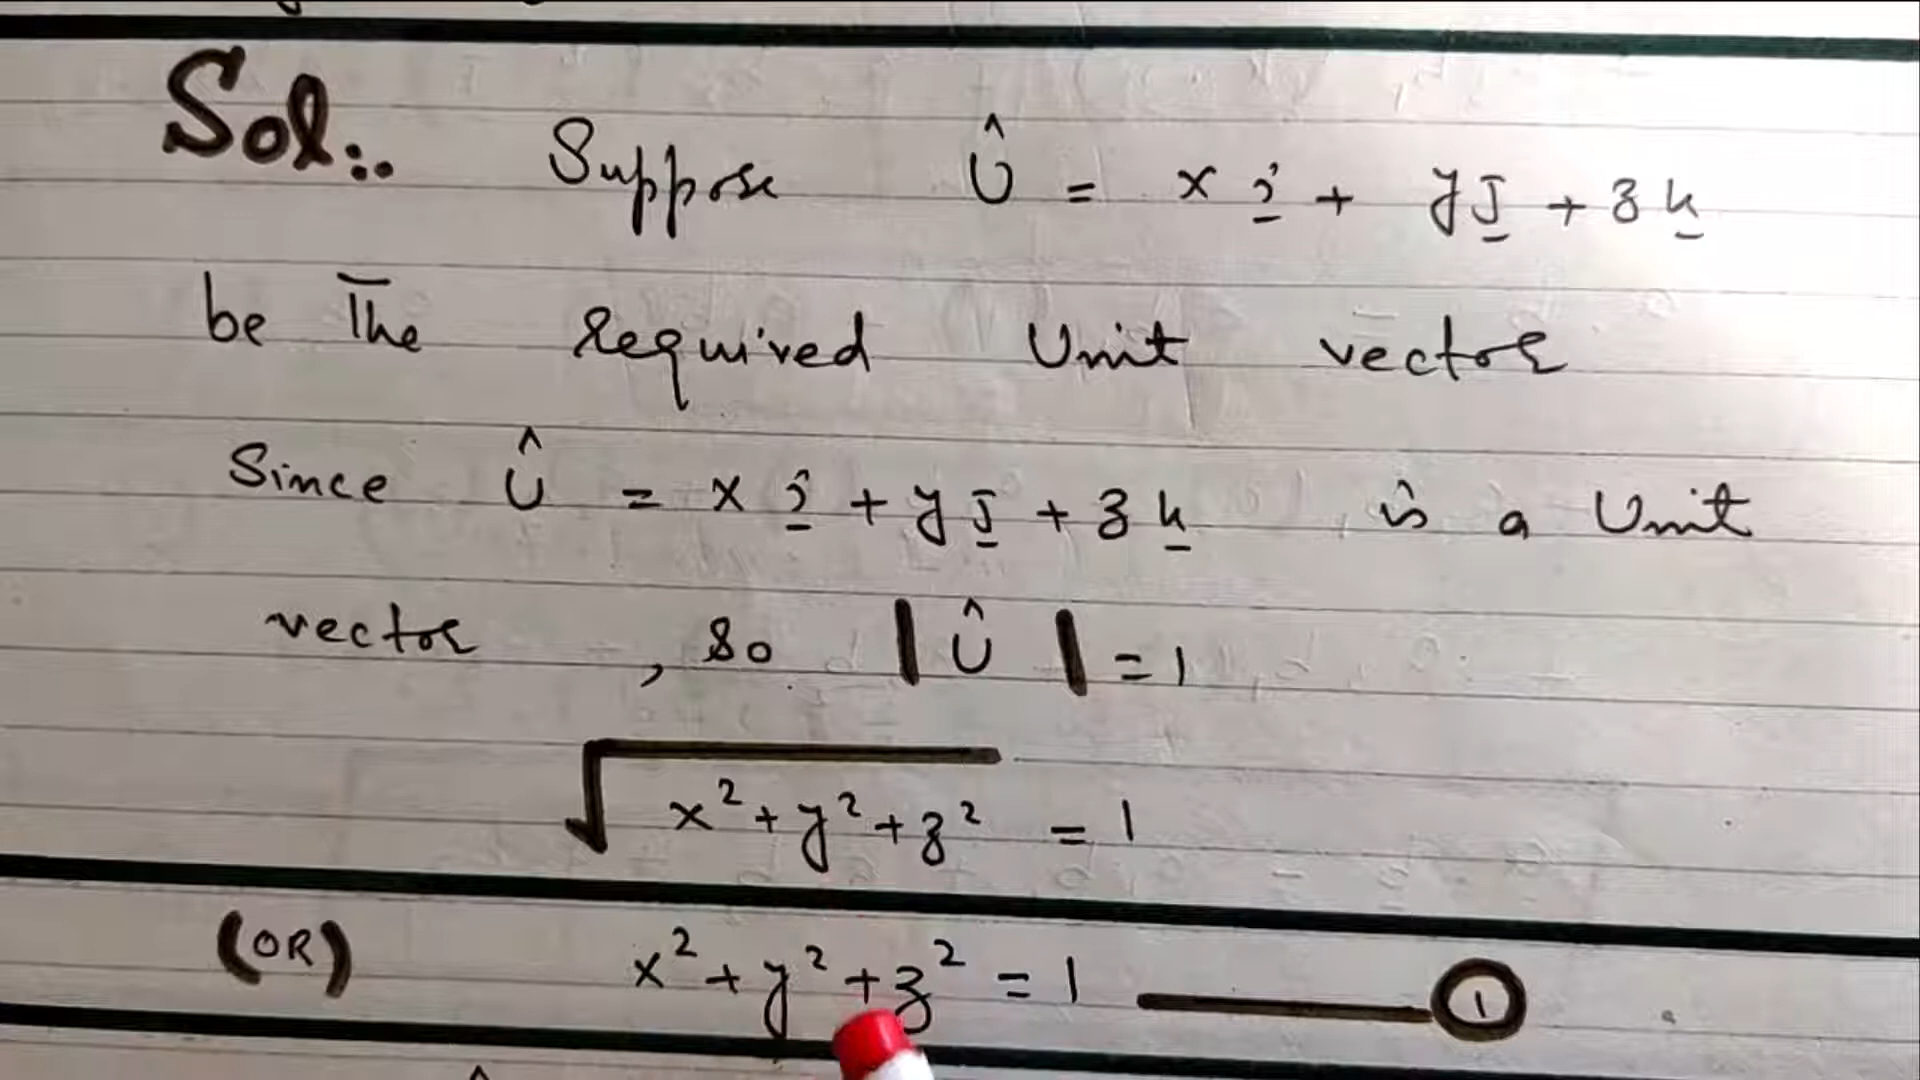 Sol:. Suppose Û = x i + y j + z k
be The required Unit vector
Since Û = x i + y j + z k is a Unit
vector , so | Û | = 1
√x² + y² + z² = 1
(OR) x² + y² + z² = 1 ——— ①